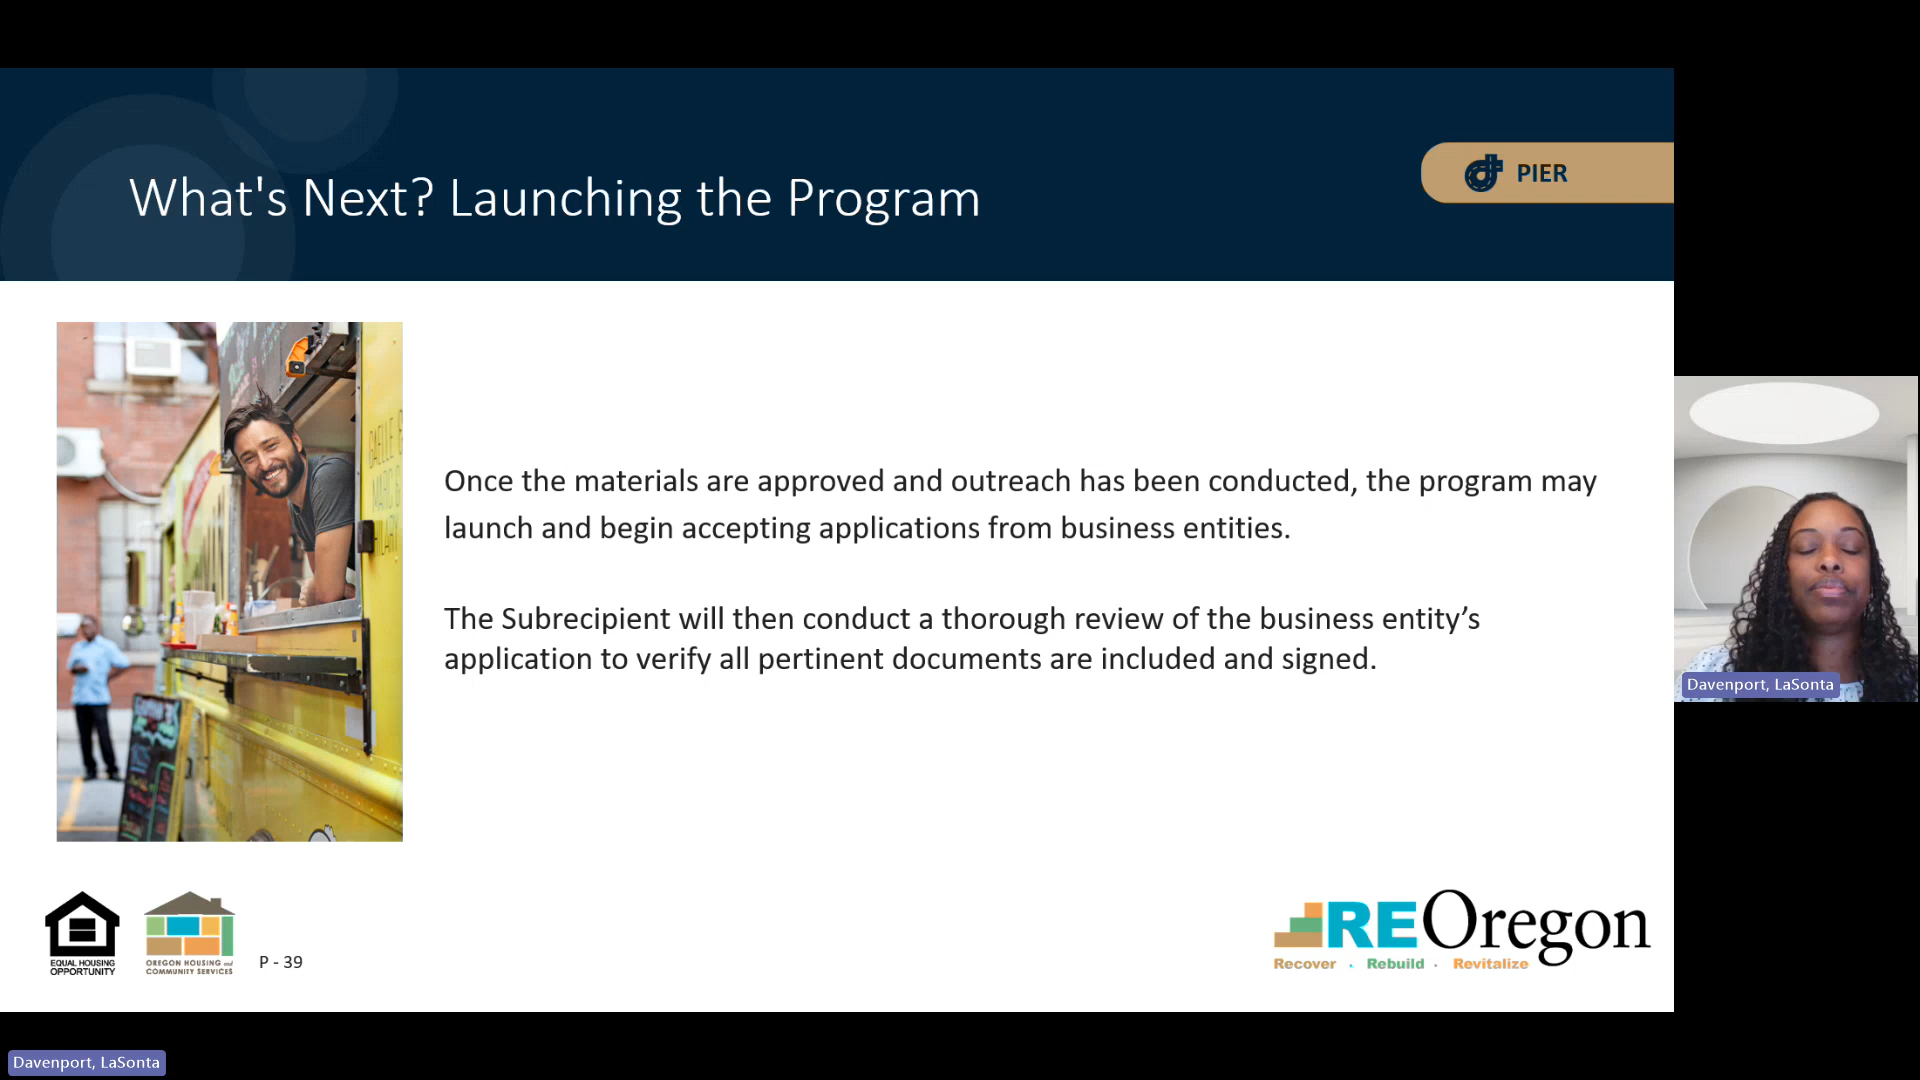 What's Next? Launching the Program
PIER
Once the materials are approved and outreach has been conducted, the program may
launch and begin accepting applications from business entities.
The Subrecipient will then conduct a thorough review of the business entity’s
application to verify all pertinent documents are included and signed.
Davenport, LaSonta
EQUAL HOUSING
OPPORTUNITY
OREGON HOUSING and
COMMUNITY SERVICES
P - 39
REOregon
Recover . Rebuild . Revitalize
Davenport, LaSonta